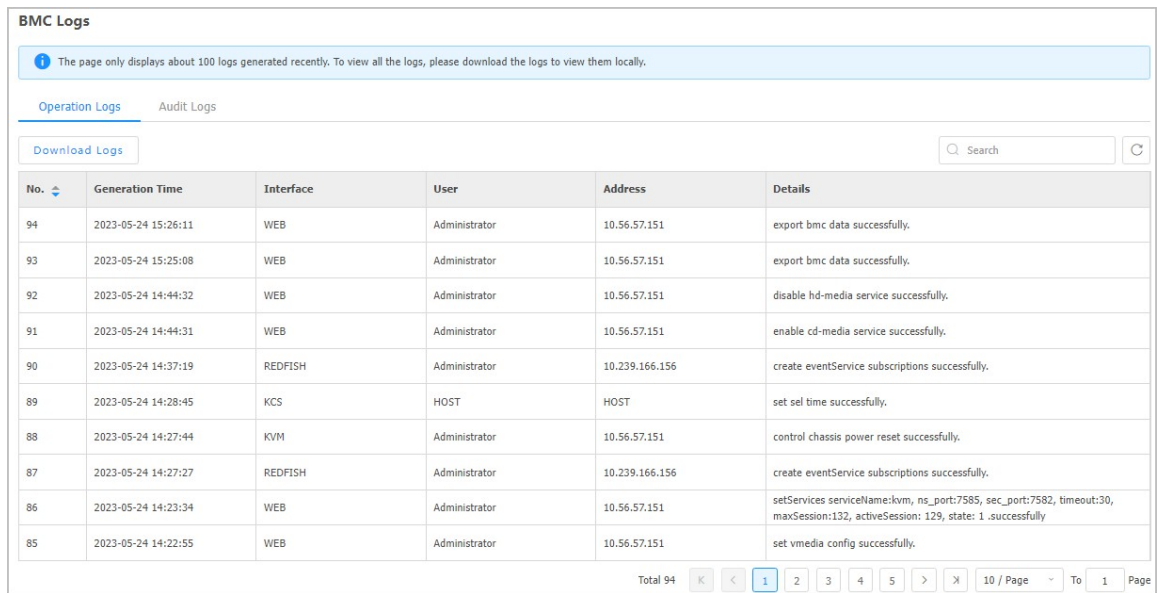 BMC Logs
The page only displays about 100 logs generated recently. To view all the logs, please download the logs to view them locally.
Operation Logs Audit Logs
Download Logs Search
No. Generation Time Interface User Address Details
94 2023-05-24 15:26:11 WEB Administrator 10.56.57.151 export bmc data successfully.
93 2023-05-24 15:25:08 WEB Administrator 10.56.57.151 export bmc data successfully.
92 2023-05-24 14:44:32 WEB Administrator 10.56.57.151 disable hd-media service successfully.
91 2023-05-24 14:44:31 WEB Administrator 10.56.57.151 enable cd-media service successfully.
90 2023-05-24 14:37:19 REDFISH Administrator 10.239.166.156 create eventService subscriptions successfully.
89 2023-05-24 14:28:45 KCS HOST HOST set sel time successfully.
88 2023-05-24 14:27:44 KVM Administrator 10.56.57.151 control chassis power reset successfully.
87 2023-05-24 14:27:27 REDFISH Administrator 10.239.166.156 create eventService subscriptions successfully.
86 2023-05-24 14:23:34 WEB Administrator 10.56.57.151 setServices serviceName:kvm, ns_port:7585, sec_port:7582, timeout:30,
maxSession:132, activeSession: 129, state: 1 .successfully
85 2023-05-24 14:22:55 WEB Administrator 10.56.57.151 set vmedia config successfully.
Total 94 1 2 3 4 5 10 / Page To 1 Page